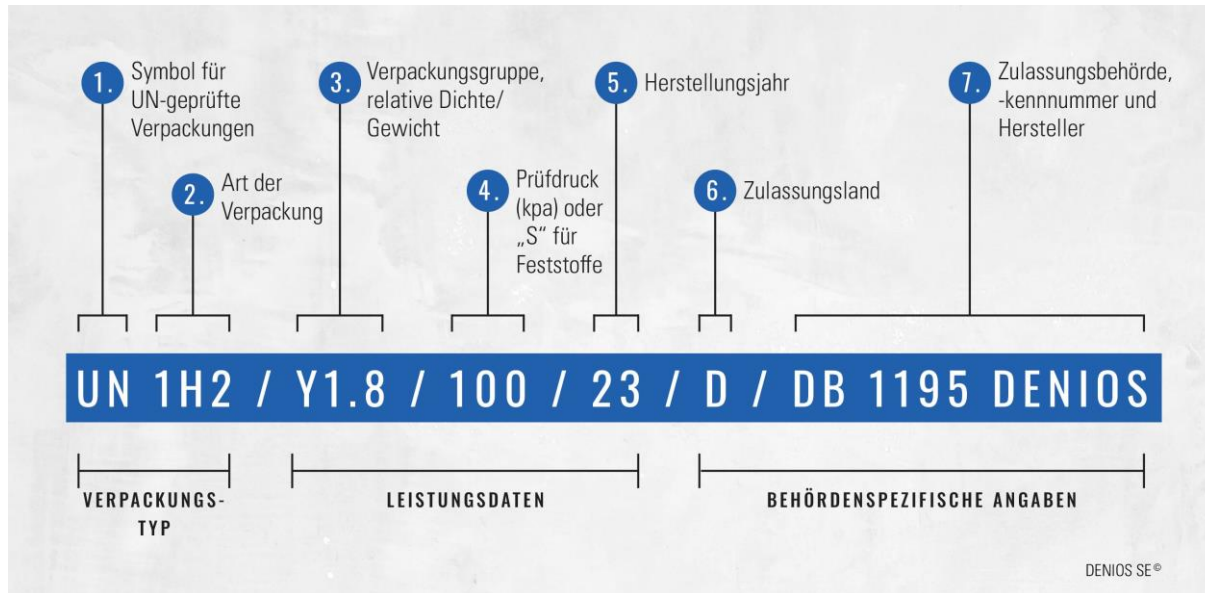 1.
Symbol für
UN-geprüfte
Verpackungen
2.
Art der
Verpackung
3.
Verpackungsgruppe,
relative Dichte/
Gewicht
4.
Prüfdruck
(kpa) oder
„S“ für
Feststoffe
5.
Herstellungsjahr
6.
Zulassungsland
7.
Zulassungsbehörde,
-kennnummer und
Hersteller
UN 1H2 / Y1.8 / 100 / 23 / D / DB 1195 DENIOS
VERPACKUNGS-
TYP
LEISTUNGSDATEN
BEHÖRDENSPEZIFISCHE ANGABEN
DENIOS SE©